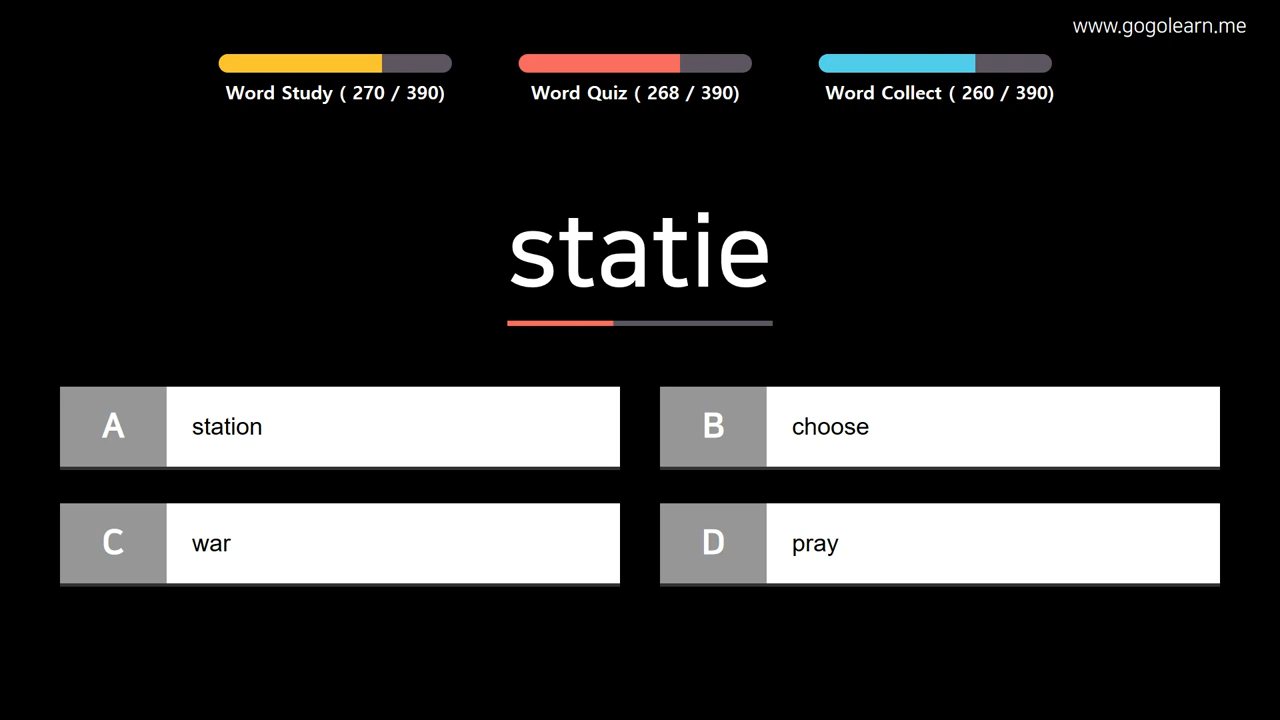 www.gogolearn.me
Word Study ( 270 / 390)
Word Quiz ( 268 / 390)
Word Collect ( 260 / 390)
statie
A station
B choose
C war
D pray